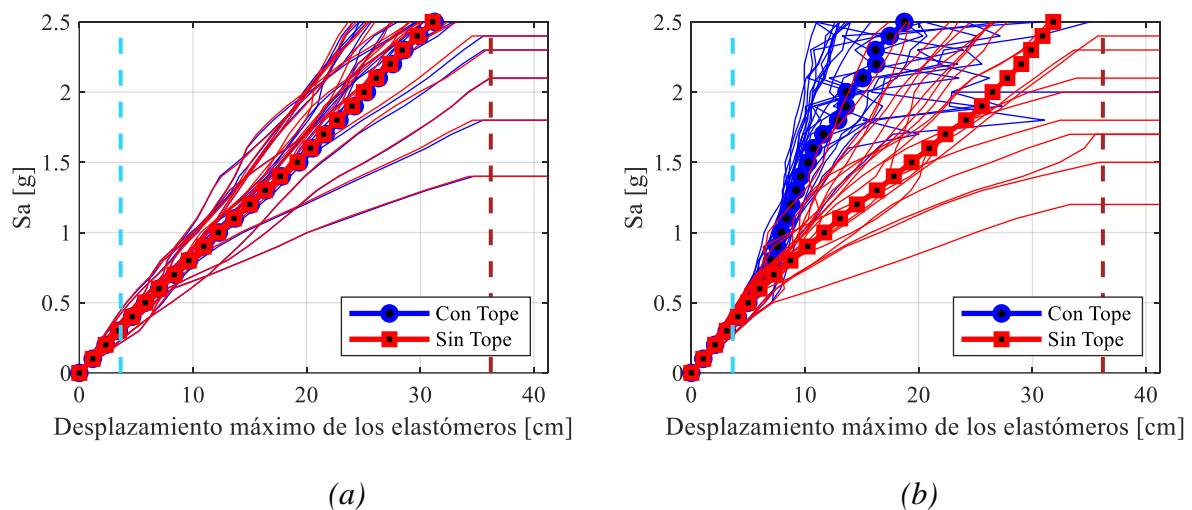 2.5
2
1.5
1
0.5
0
Sa [g]
0 10 20 30 40
Desplazamiento máximo de los elastómeros [cm]
Con Tope
Sin Tope
(a)
2.5
2
1.5
1
0.5
0
Sa [g]
0 10 20 30 40
Desplazamiento máximo de los elastómeros [cm]
Con Tope
Sin Tope
(b)